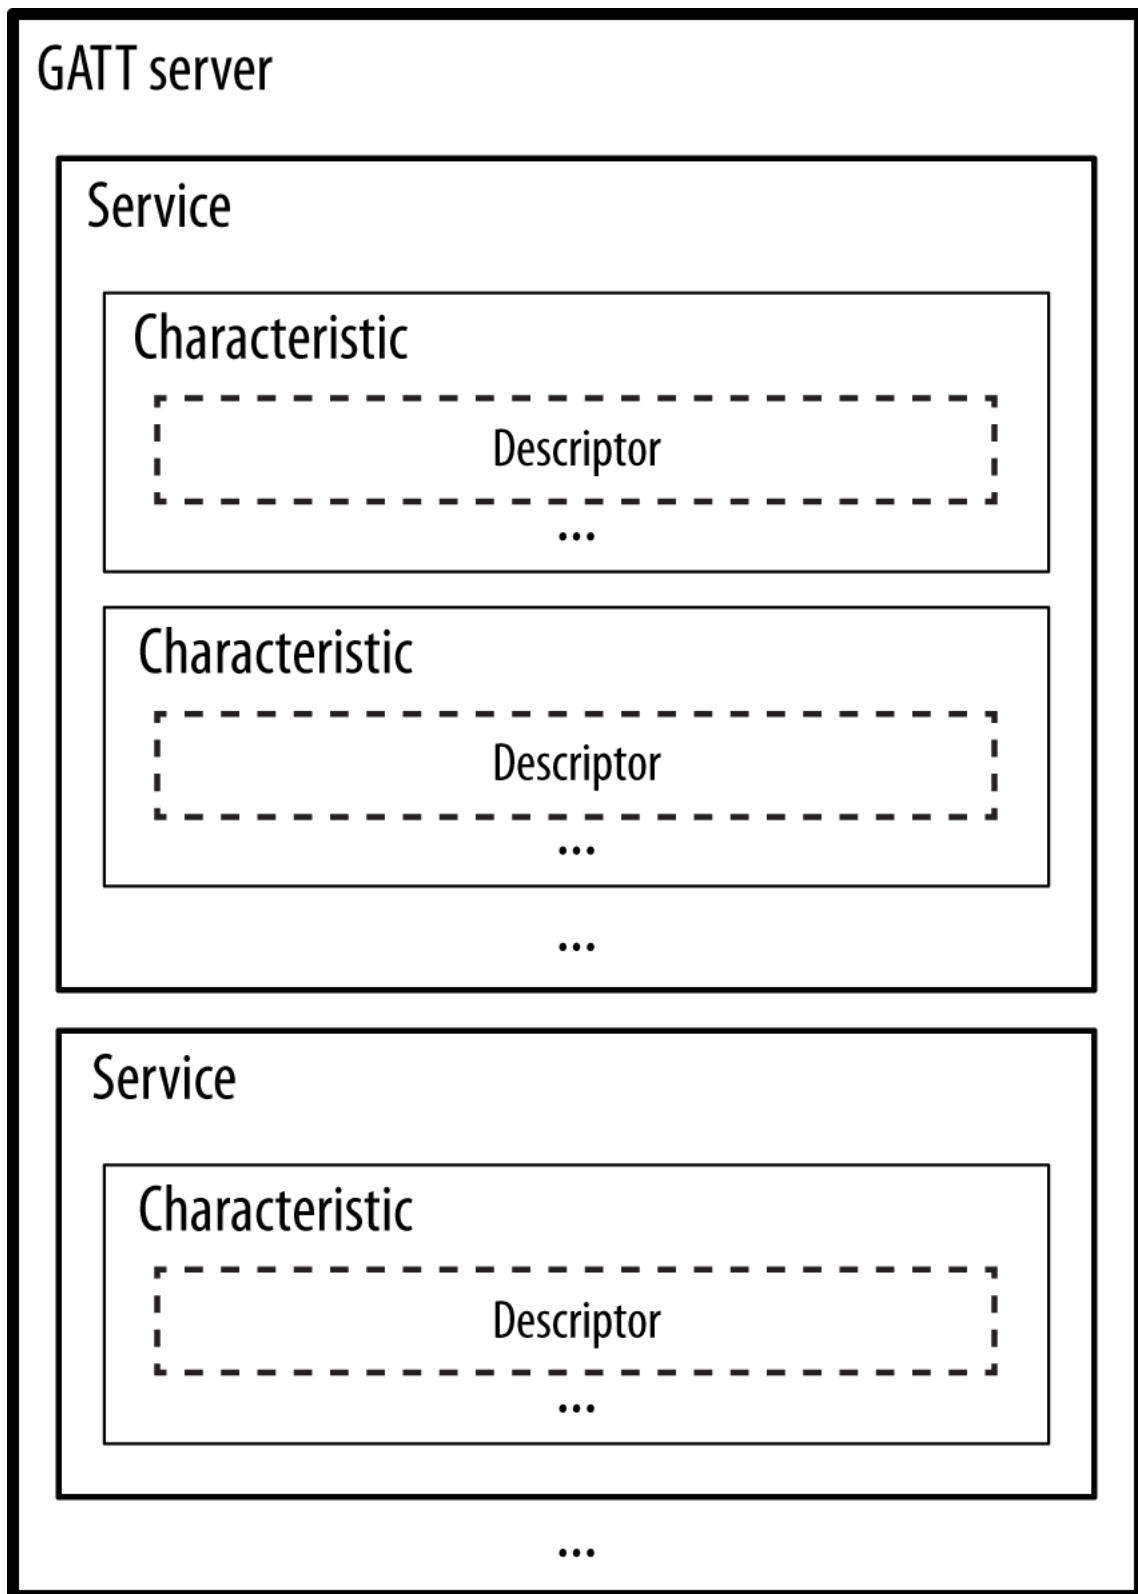 GATT server
Service
Characteristic
Descriptor
...
Characteristic
Descriptor
...
...
Service
Characteristic
Descriptor
...
...